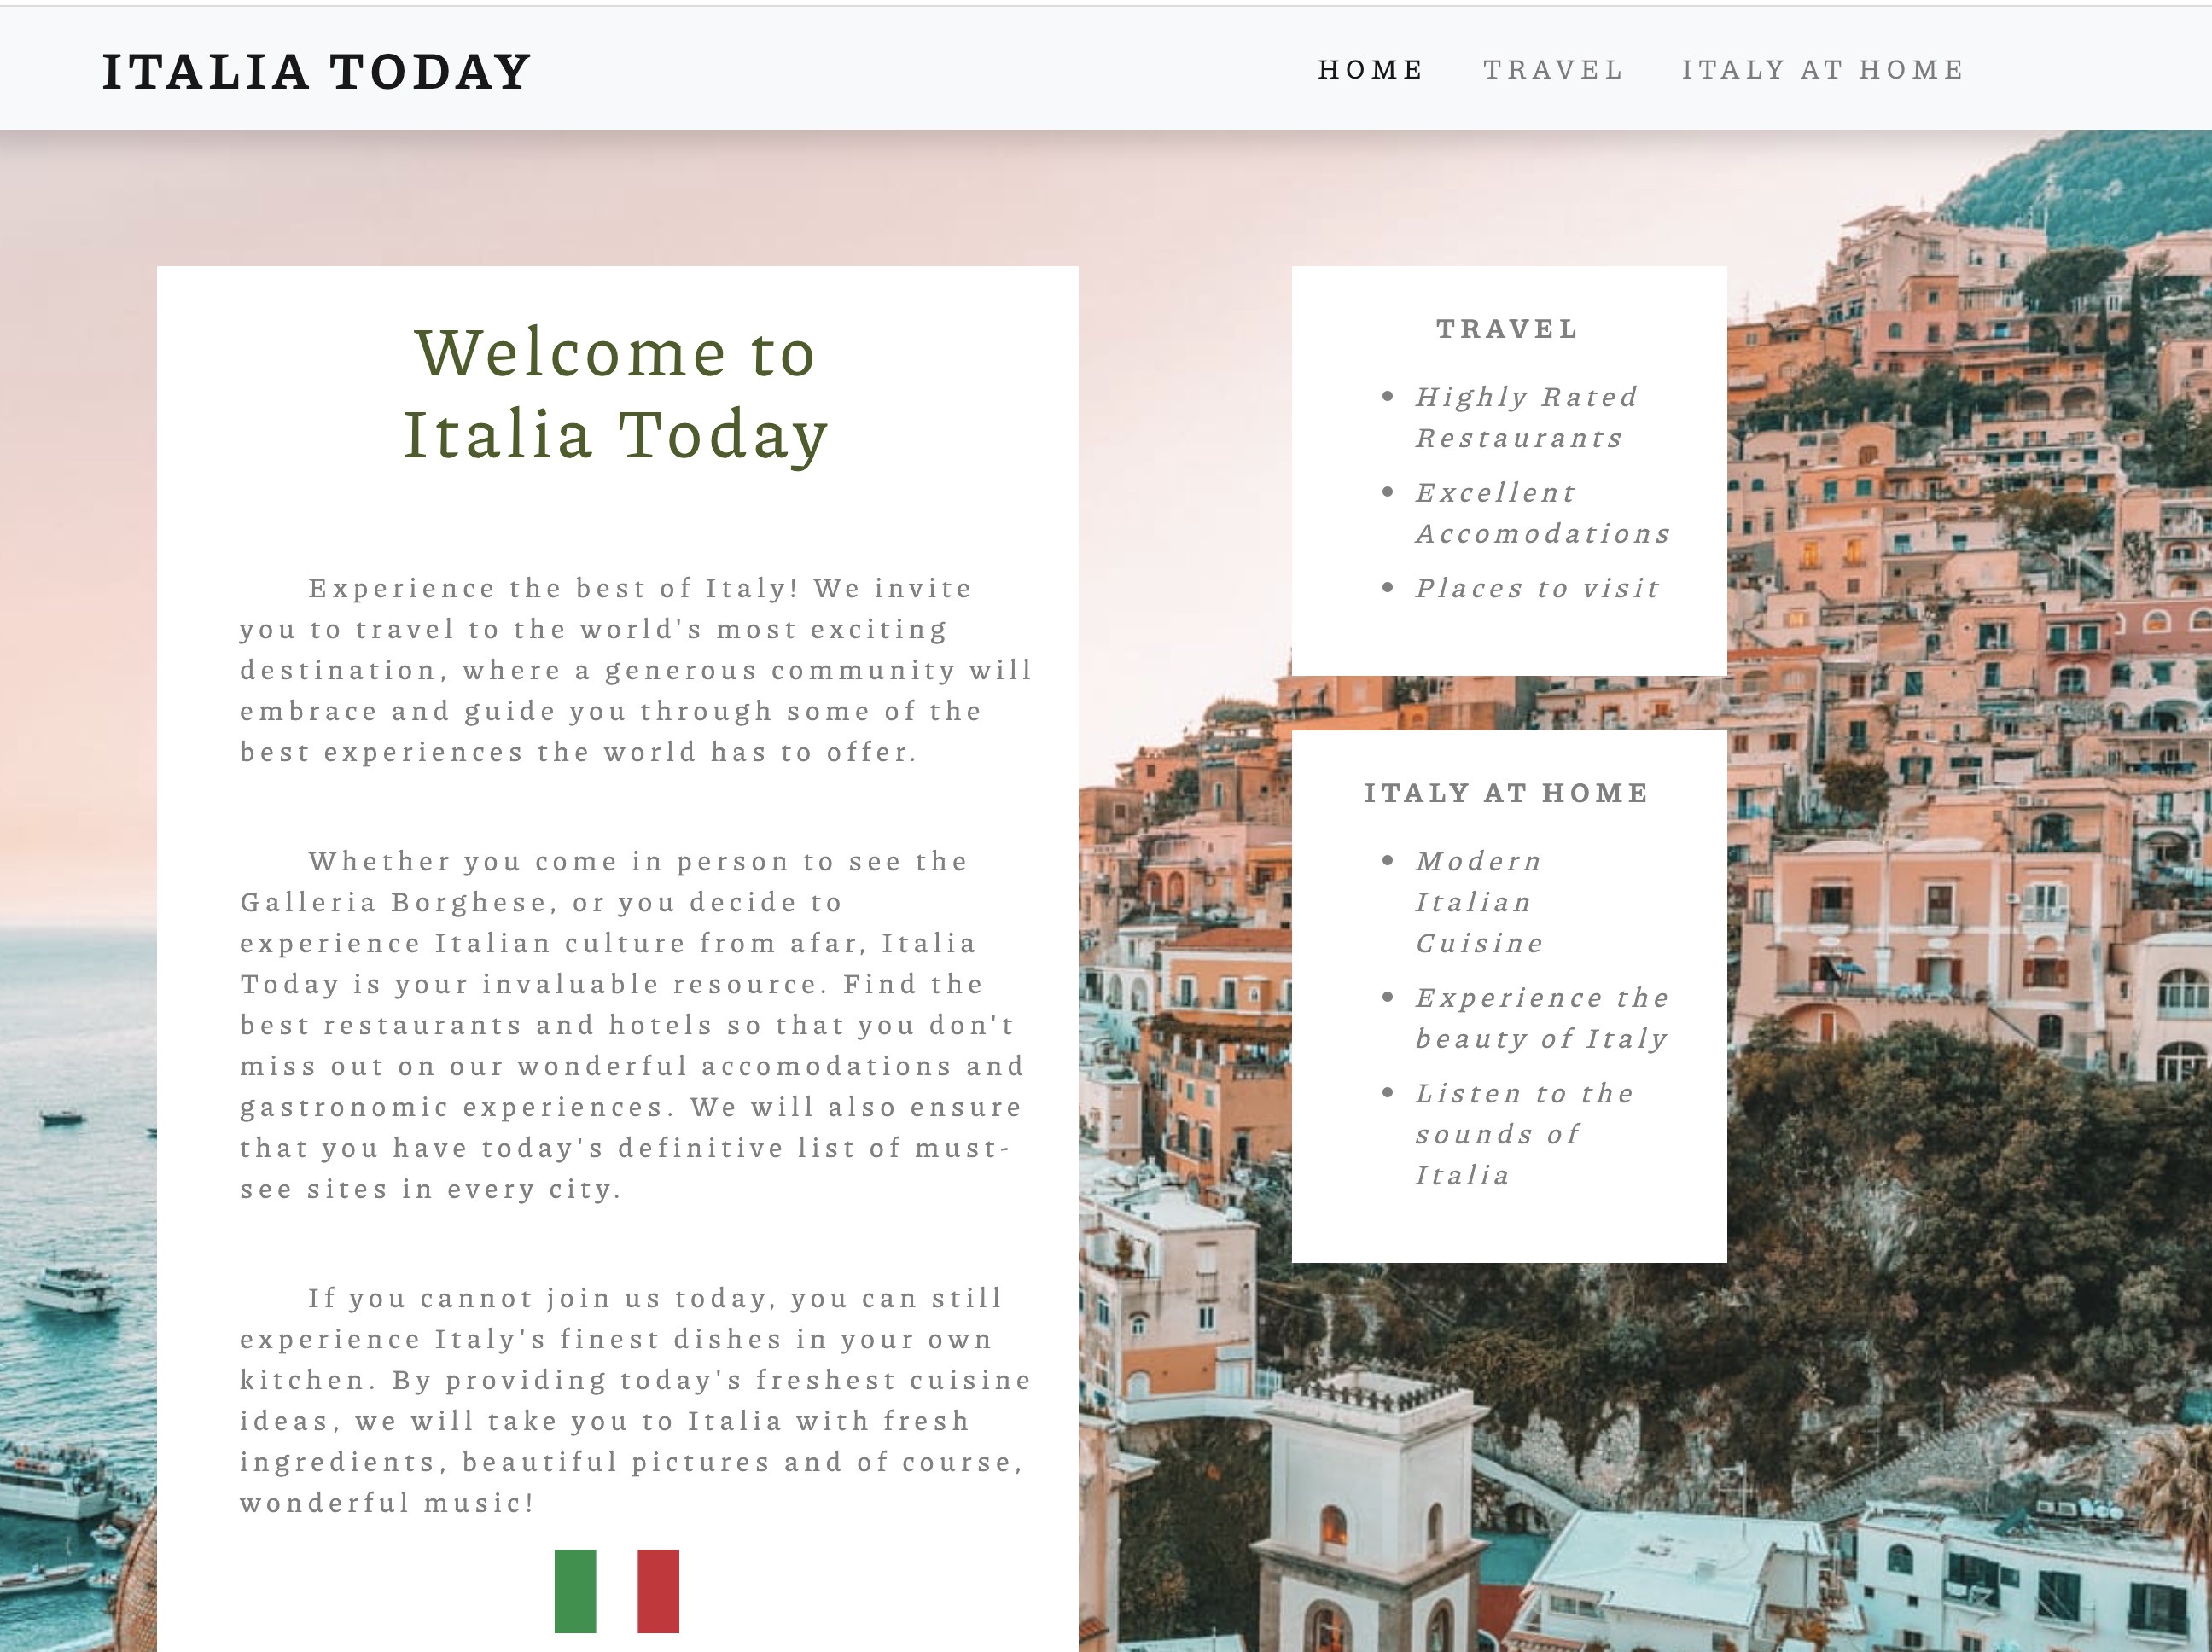 ITALIA TODAY
HOME TRAVEL ITALY AT HOME
Welcome to
Italia Today
Experience the best of Italy! We invite
you to travel to the world's most exciting
destination, where a generous community will
embrace and guide you through some of the
best experiences the world has to offer.
Whether you come in person to see the
Galleria Borghese, or you decide to
experience Italian culture from afar, Italia
Today is your invaluable resource. Find the
best restaurants and hotels so that you don't
miss out on our wonderful accomodations and
gastronomic experiences. We will also ensure
that you have today's definitive list of must-
see sites in every city.
If you cannot join us today, you can still
experience Italy's finest dishes in your own
kitchen. By providing today's freshest cuisine
ideas, we will take you to Italia with fresh
ingredients, beautiful pictures and of course,
wonderful music!
TRAVEL
• Highly Rated
Restaurants
• Excellent
Accomodations
• Places to visit
ITALY AT HOME
• Modern
Italian
Cuisine
• Experience the
beauty of Italy
• Listen to the
sounds of
Italia